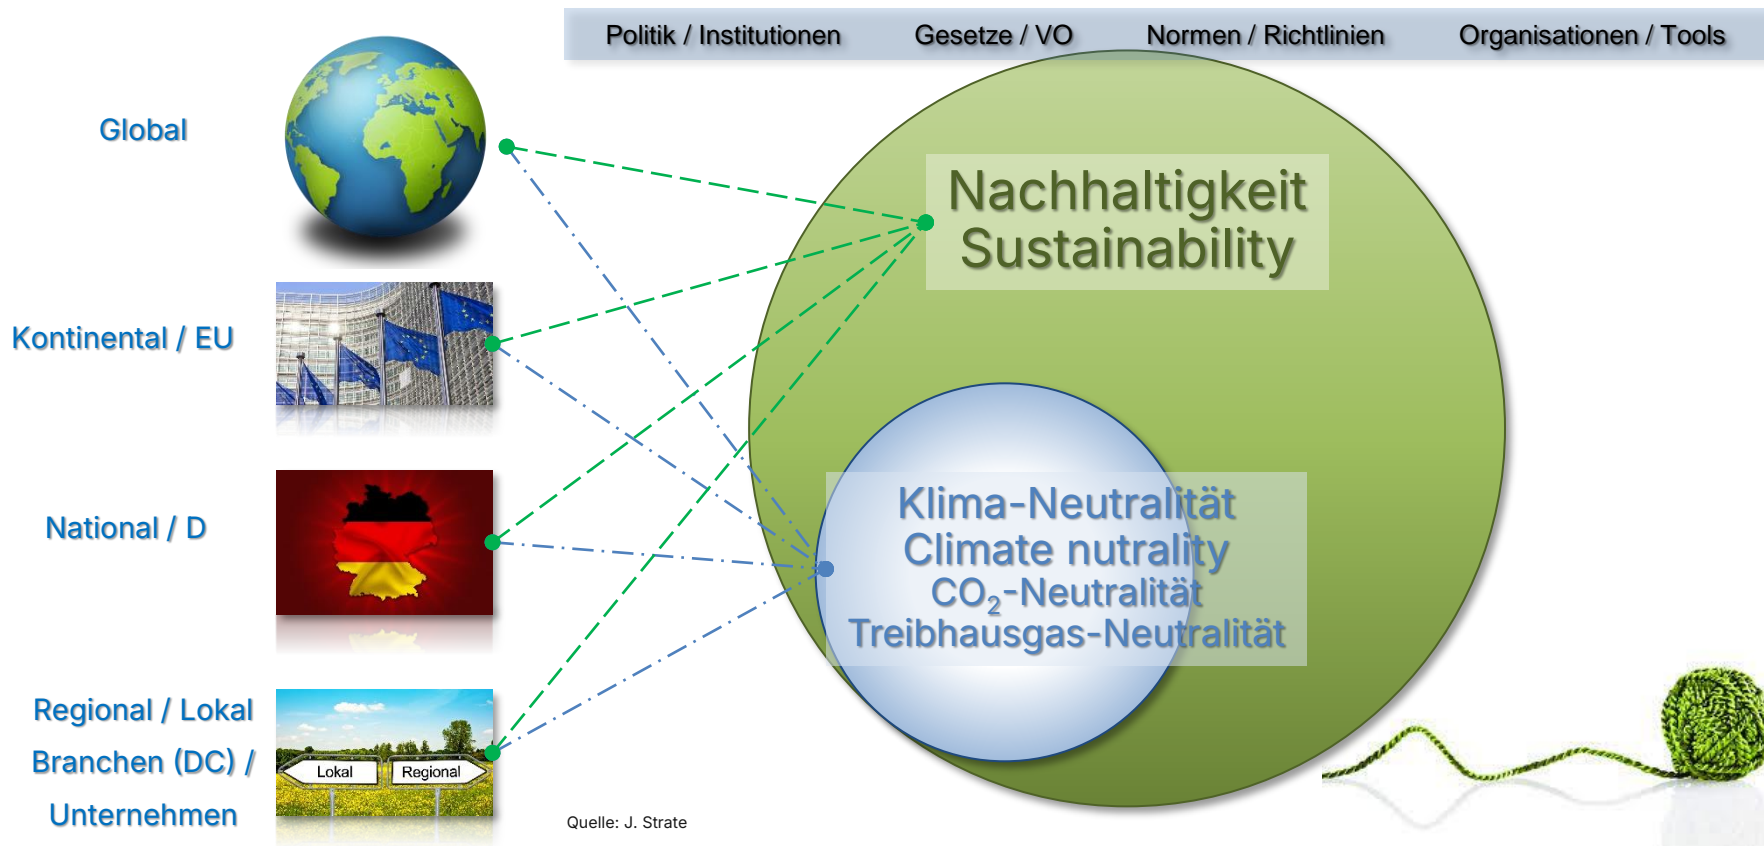 Politik / Institutionen Gesetze / VO Normen / Richtlinien Organisationen / Tools
Global
Nachhaltigkeit
Sustainability
Kontinental / EU
National / D
Klima-Neutralität
Climate nutrality
CO₂-Neutralität
Treibhausgas-Neutralität
Regional / Lokal
Branchen (DC) /
Unternehmen
Lokal
Regional
Quelle: J. Strate